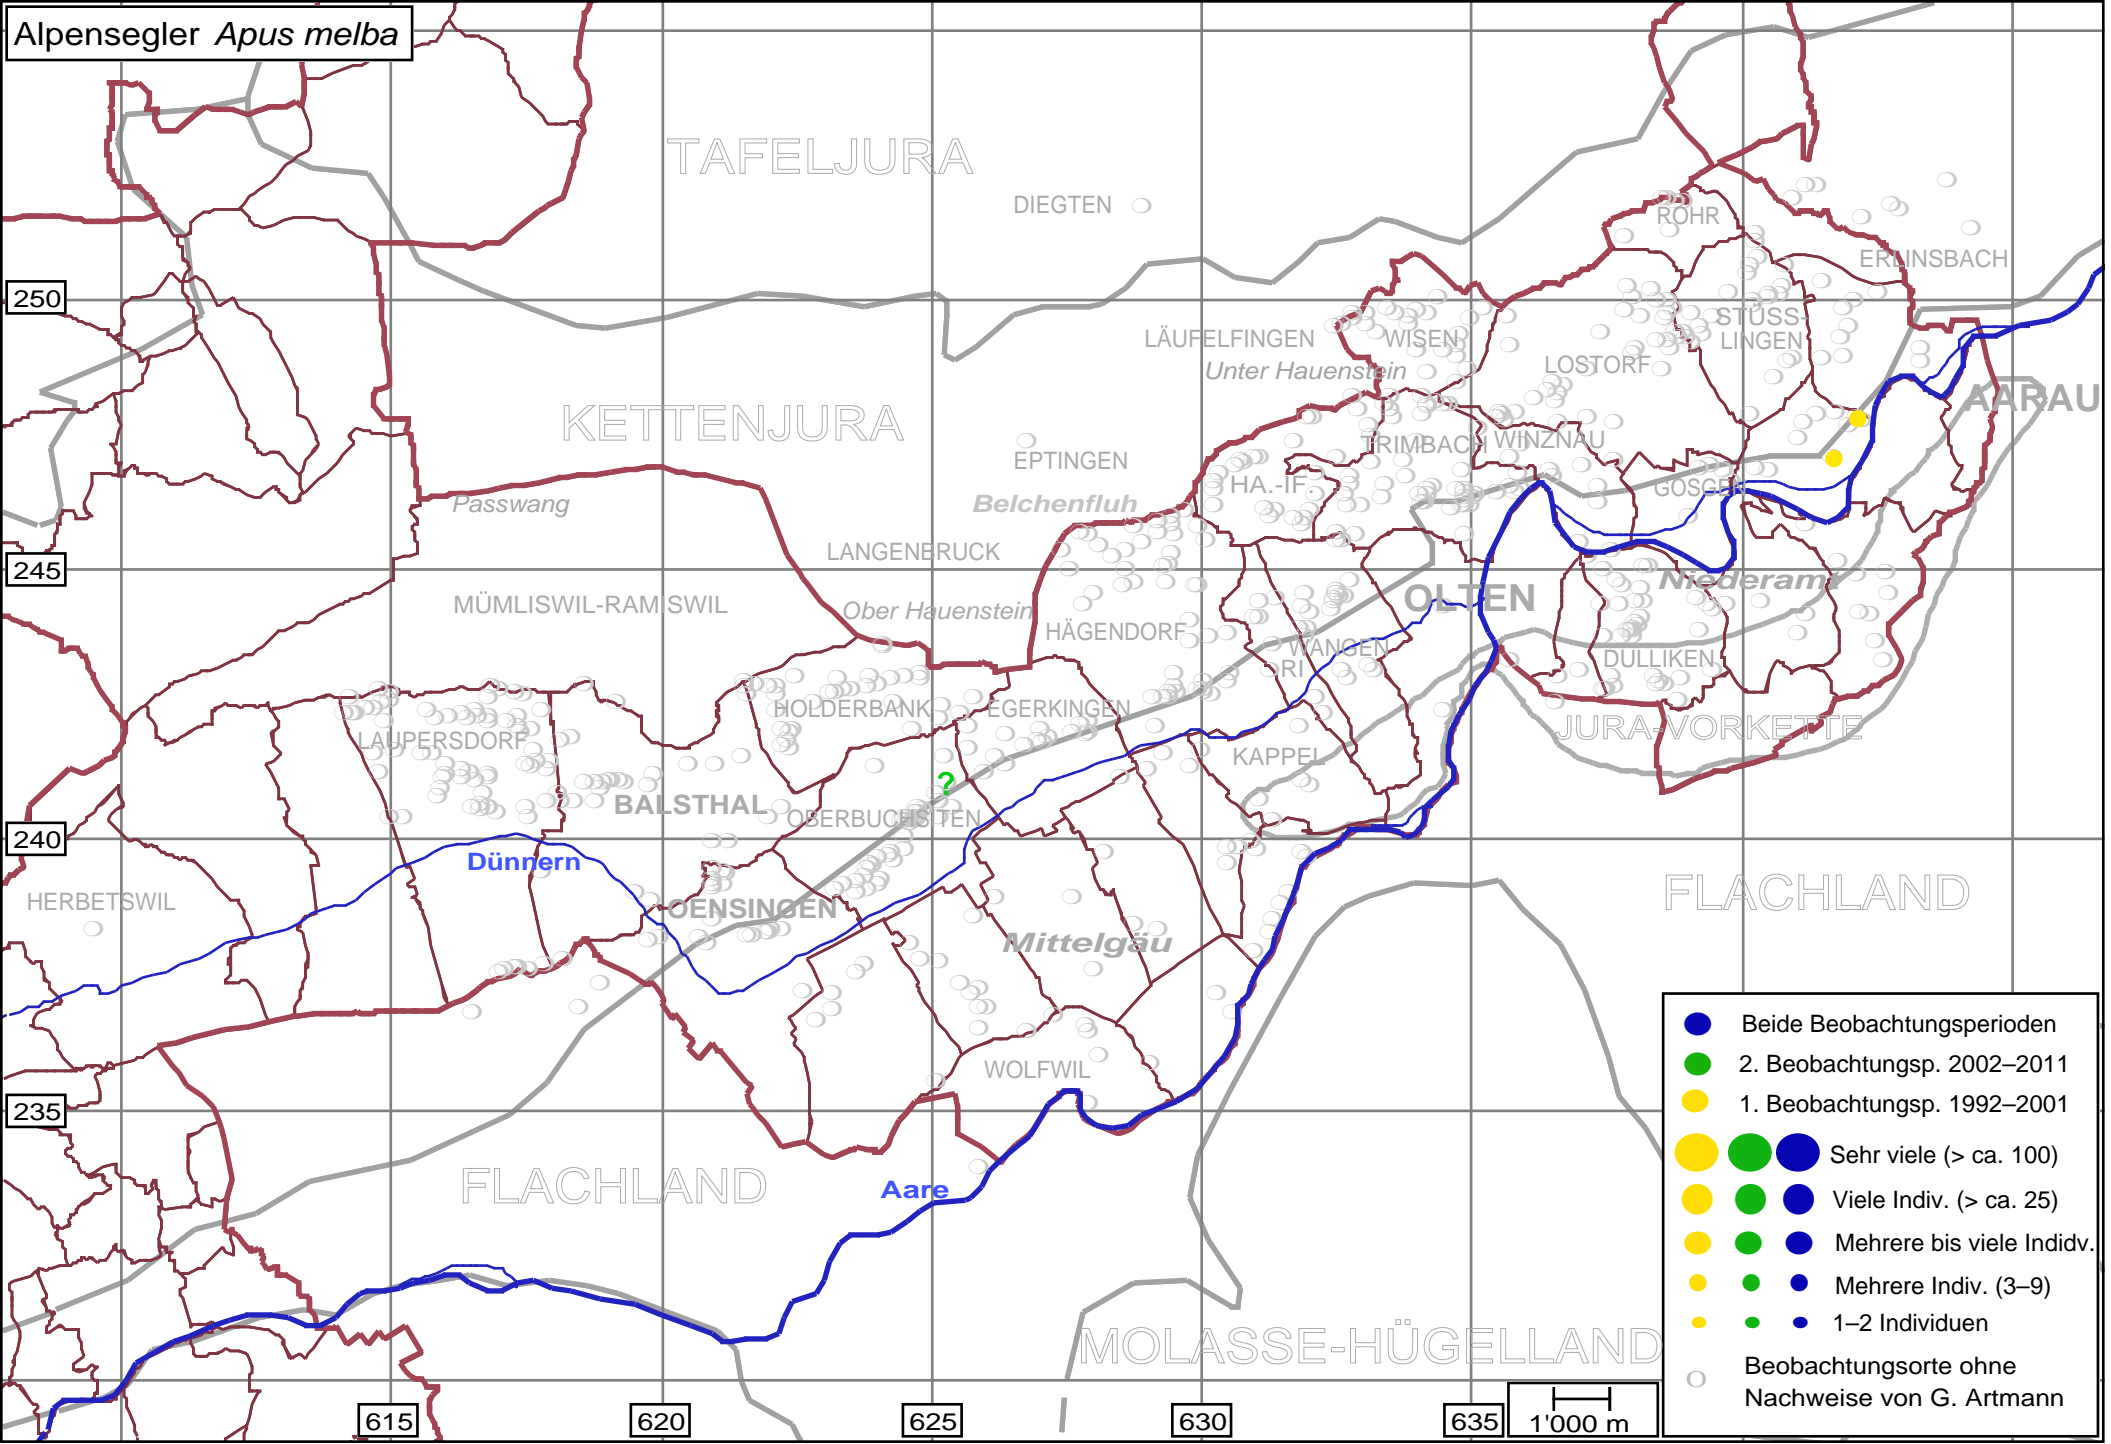 Alpensegler Apus melba
TAFELJURA
DIEGTEN
ROHR
ERLINSBACH
250
STÜSS-
LINGEN
LÄUFELFINGEN
WISEN
LOSTORF
Unter Hauenstein
AARAU
KETTENJURA
EPTINGEN
TRIMBACH
WINZNAU
HA.-IF.
GÖSGEN
Passwang
Belchenfluh
LANGENBRUCK
245
Niederamt
MÜMLISWIL-RAMISWIL
Ober Hauenstein
OLTEN
HÄGENDORF
WANGEN
RI
DULLIKEN
HOLDERBANK
EGERKINGEN
JURA-VORKETTE
LAUPERSDORF
KAPPEL
?
BALSTHAL
OBERBUCHSITEN
240
Dünnern
HERBETSWIL
OENSINGEN
FLACHLAND
Mittelgäu
WOLFWIL
235
FLACHLAND
Aare
MOLASSE-HÜGELLAND
Beide Beobachtungsperioden
2. Beobachtungsp. 2002–2011
1. Beobachtungsp. 1992–2001
Sehr viele (> ca. 100)
Viele Indiv. (> ca. 25)
Mehrere bis viele Indidv.
Mehrere Indiv. (3–9)
1–2 Individuen
Beobachtungsorte ohne
Nachweise von G. Artmann
615
620
625
630
635
1'000 m